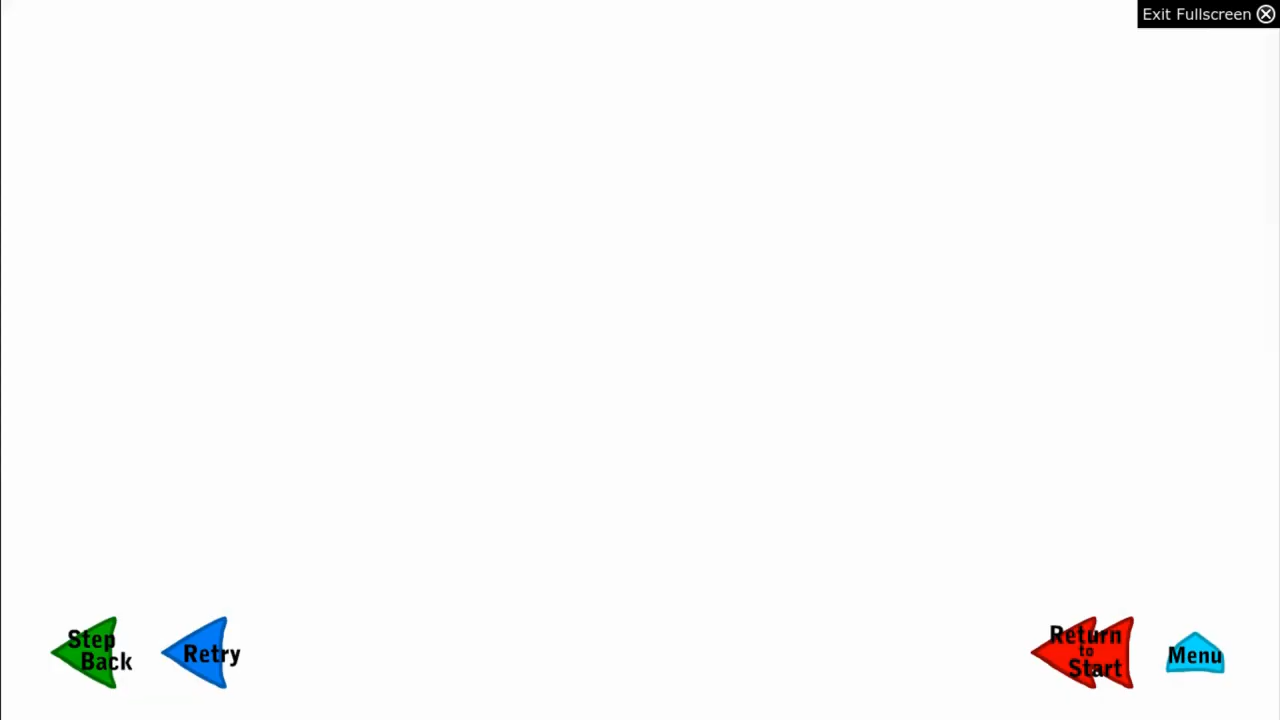 Exit Fullscreen
Step
Back
Retry
Return
to
Start
Menu